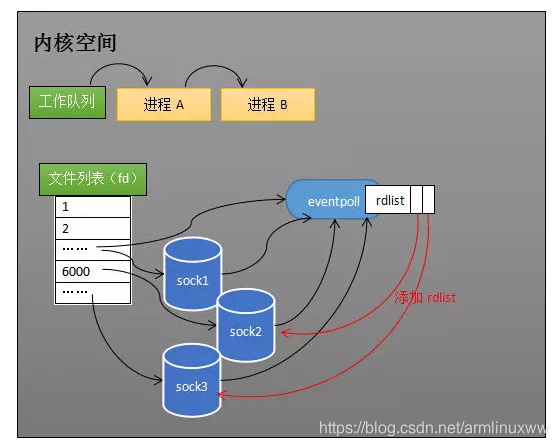 内核空间
工作队列
进程 A
进程 B
文件列表（fd）
1
2
……
6000
……
eventpoll
rdlist
sock1
添加 rdlist
sock2
sock3
https://blog.csdn.net/armlinuxww